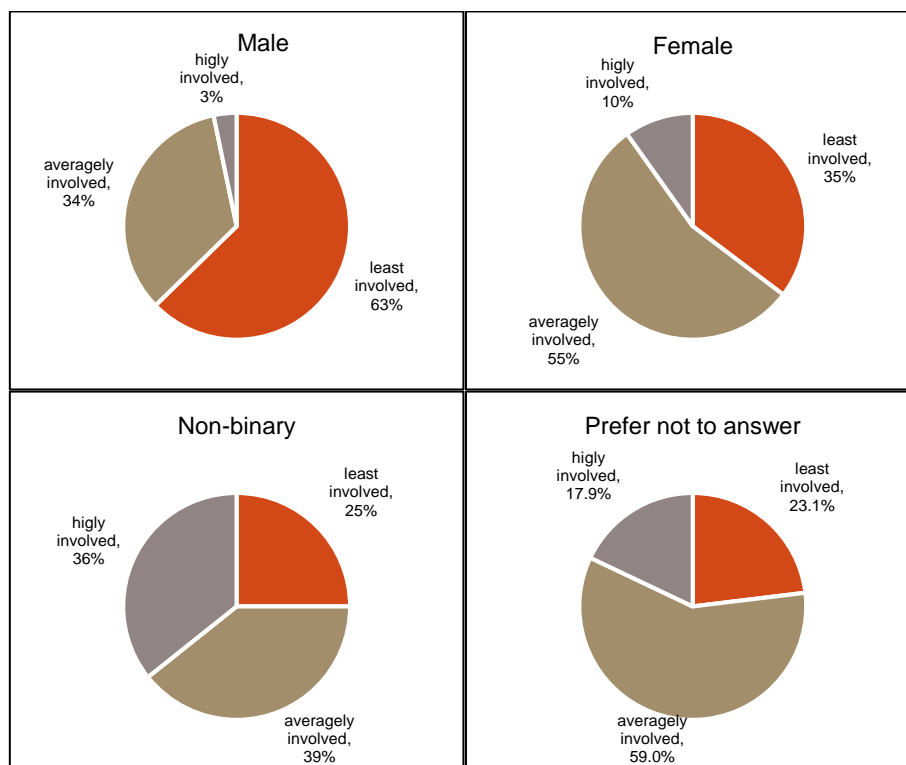 Male
higly
involved,
3%
averagely
involved,
34%
least
involved,
63%
Female
higly
involved,
10%
least
involved,
35%
averagely
involved,
55%
Non-binary
least
involved,
25%
higly
involved,
36%
averagely
involved,
39%
Prefer not to answer
higly
involved,
17.9%
least
involved,
23.1%
averagely
involved,
59.0%